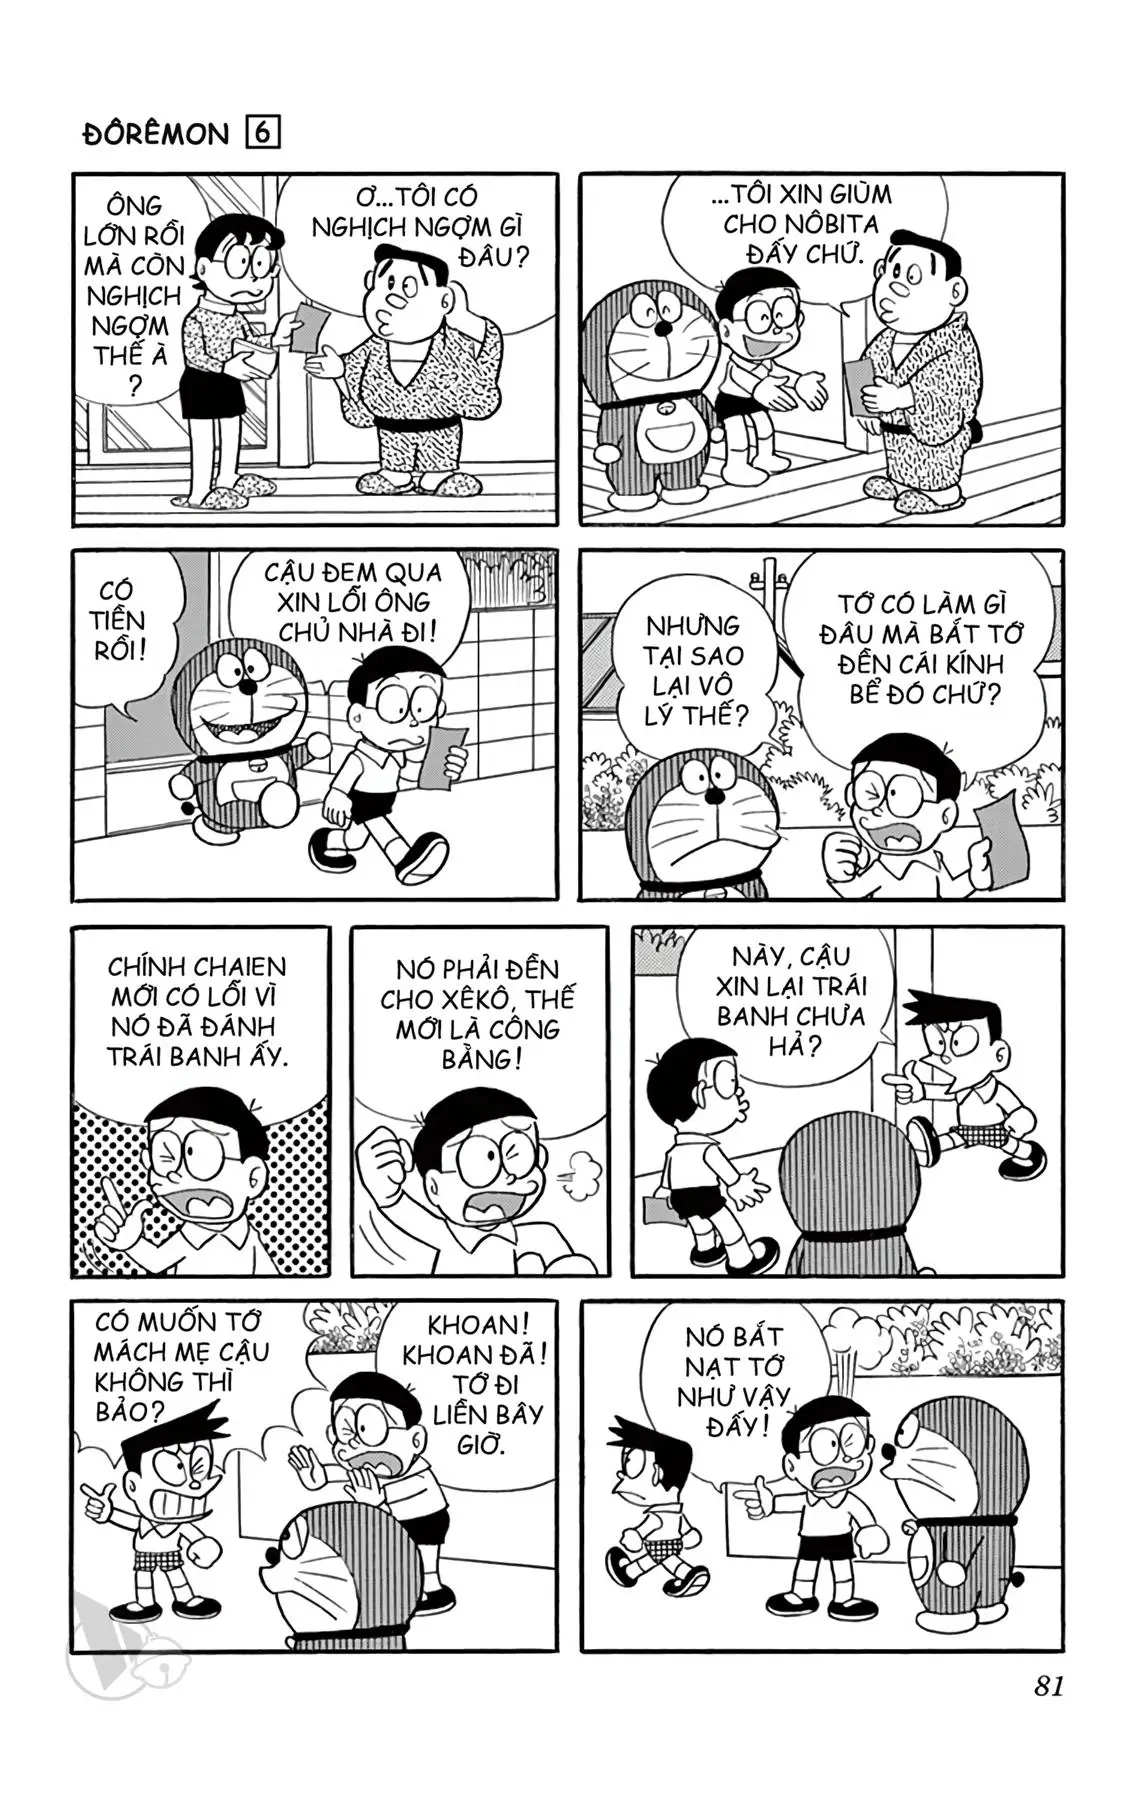 ĐÔRÊMON 6
ÔNG
LỚN RỒI
MÀ CÒN
NGHỊCH
NGỢM
THẾ À
?
Ơ...TÔI CÓ
NGHỊCH NGỢM GÌ
ĐÂU?
...TÔI XIN GIÙM
CHO NÔBITA
ĐẤY CHỨ.
CÓ
TIỀN
RỒI!
CẬU ĐEM QUA
XIN LỖI ÔNG
CHỦ NHÀ ĐI!
NHƯNG
TẠI SAO
LẠI VÔ
LÝ THẾ?
TỚ CÓ LÀM GÌ
ĐÂU MÀ BẮT TỚ
ĐỀN CÁI KÍNH
BỂ ĐÓ CHỨ?
CHÍNH CHAIEN
MỚI CÓ LỖI VÌ
NÓ ĐÃ ĐÁNH
TRÁI BANH ẤY.
NÓ PHẢI ĐỀN
CHO XÊKÔ, THẾ
MỚI LÀ CÔNG
BẰNG!
NÀY, CẬU
XIN LẠI TRÁI
BANH CHƯA
HẢ?
CÓ MUỐN TỚ
MÁCH MẸ CẬU
KHÔNG THÌ
BẢO?
KHOAN!
KHOAN ĐÃ!
TỚ ĐI
LIỀN BÂY
GIỜ.
NÓ BẮT
NẠT TỚ
NHƯ VẬY
ĐẤY!
81